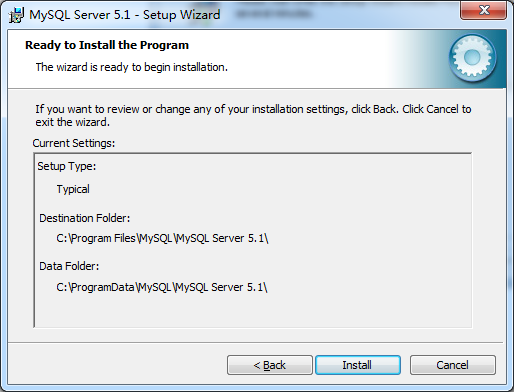 MySQL Server 5.1 - Setup Wizard
Ready to Install the Program
The wizard is ready to begin installation.
If you want to review or change any of your installation settings, click Back. Click Cancel to
exit the wizard.
Current Settings:
Setup Type:
Typical
Destination Folder:
C:\Program Files\MySQL\MySQL Server 5.1\
Data Folder:
C:\ProgramData\MySQL\MySQL Server 5.1\
< Back
Install
Cancel